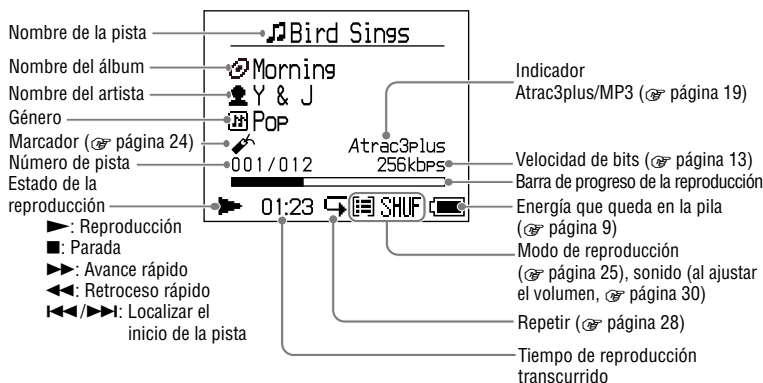 Nombre de la pista
Nombre del álbum
Nombre del artista
Género
Marcador (☞ página 24)
Número de pista
Estado de la
reproducción
►: Reproducción
■: Parada
►►: Avance rápido
◄◄: Retroceso rápido
I◄◄/►►I: Localizar el
inicio de la pista
Bird Sings
Morning
Y & J
Pop
Atrac3plus
001/012 256kbps
01:23 SHUF
Indicador
Atrac3plus/MP3 (☞ página 19)
Velocidad de bits (☞ página 13)
Barra de progreso de la reproducción
Energía que queda en la pila
(☞ página 9)
Modo de reproducción
(☞ página 25), sonido (al ajustar
el volumen, ☞ página 30)
Repetir (☞ página 28)
Tiempo de reproducción
transcurrido